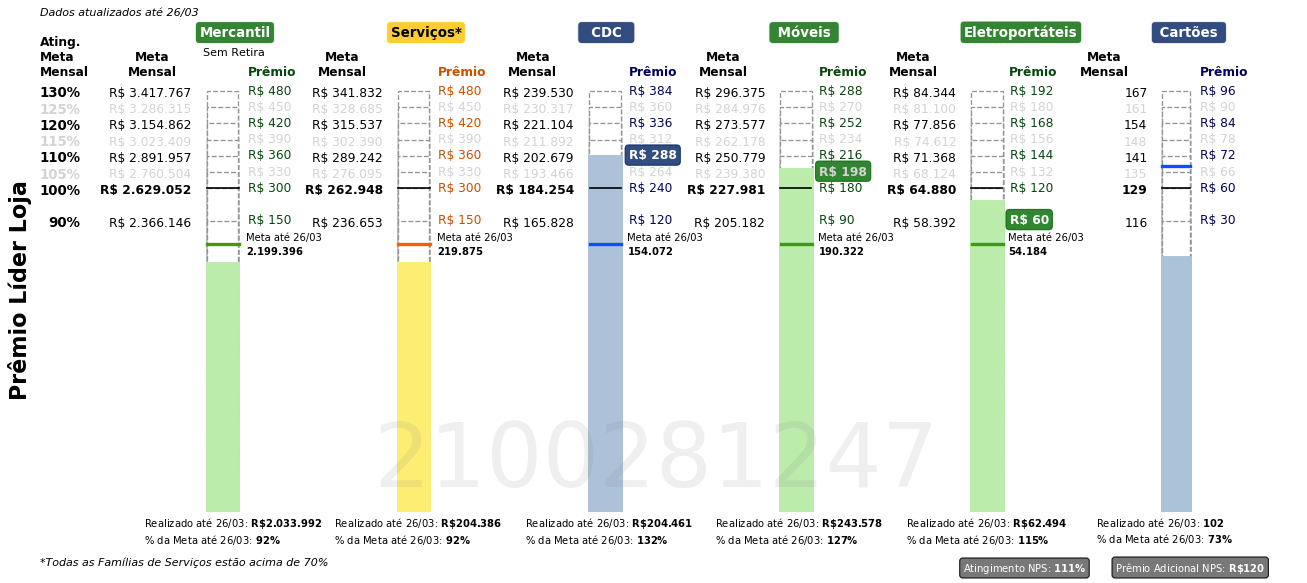 Dados atualizados até 26/03
Mercantil Serviços* CDC Móveis Eletroportáteis Cartões
Sem Retira
Ating. Meta Mensal Meta Mensal Prêmio Meta Mensal Prêmio Meta Mensal Prêmio Meta Mensal Prêmio Meta Mensal Prêmio Meta Mensal Prêmio
130% R$ 3.417.767 R$ 480 R$ 341.832 R$ 480 R$ 239.530 R$ 384 R$ 296.375 R$ 288 R$ 84.344 R$ 192 167 R$ 96
125% R$ 3.286.315 R$ 450 R$ 328.685 R$ 450 R$ 230.317 R$ 360 R$ 284.976 R$ 270 R$ 81.100 R$ 180 161 R$ 90
120% R$ 3.154.862 R$ 420 R$ 315.537 R$ 420 R$ 221.104 R$ 336 R$ 273.577 R$ 252 R$ 77.856 R$ 168 154 R$ 84
115% R$ 3.023.409 R$ 390 R$ 302.390 R$ 390 R$ 211.892 R$ 312 R$ 262.178 R$ 234 R$ 74.612 R$ 156 148 R$ 78
110% R$ 2.891.957 R$ 360 R$ 289.242 R$ 360 R$ 202.679 R$ 288 R$ 250.779 R$ 216 R$ 71.368 R$ 144 141 R$ 72
105% R$ 2.760.504 R$ 330 R$ 276.095 R$ 330 R$ 193.466 R$ 264 R$ 239.380 R$ 198 R$ 68.124 R$ 132 135 R$ 66
100% R$ 2.629.052 R$ 300 R$ 262.948 R$ 300 R$ 184.254 R$ 240 R$ 227.981 R$ 180 R$ 64.880 R$ 120 129 R$ 60
90% R$ 2.366.146 R$ 150 R$ 236.653 R$ 150 R$ 165.828 R$ 120 R$ 205.182 R$ 90 R$ 58.392 R$ 60 116 R$ 30
Meta até 26/03 Meta até 26/03 Meta até 26/03 Meta até 26/03 Meta até 26/03
2.199.396 219.875 154.072 190.322 54.184
Prêmio Líder Loja
2100281247
Realizado até 26/03: R$2.033.992 Realizado até 26/03: R$204.386 Realizado até 26/03: R$204.461 Realizado até 26/03: R$243.578 Realizado até 26/03: R$62.494 Realizado até 26/03: 102
% da Meta até 26/03: 92% % da Meta até 26/03: 92% % da Meta até 26/03: 132% % da Meta até 26/03: 127% % da Meta até 26/03: 115% % da Meta até 26/03: 73%
*Todas as Famílias de Serviços estão acima de 70%
Atingimento NPS: 111% Prêmio Adicional NPS: R$120